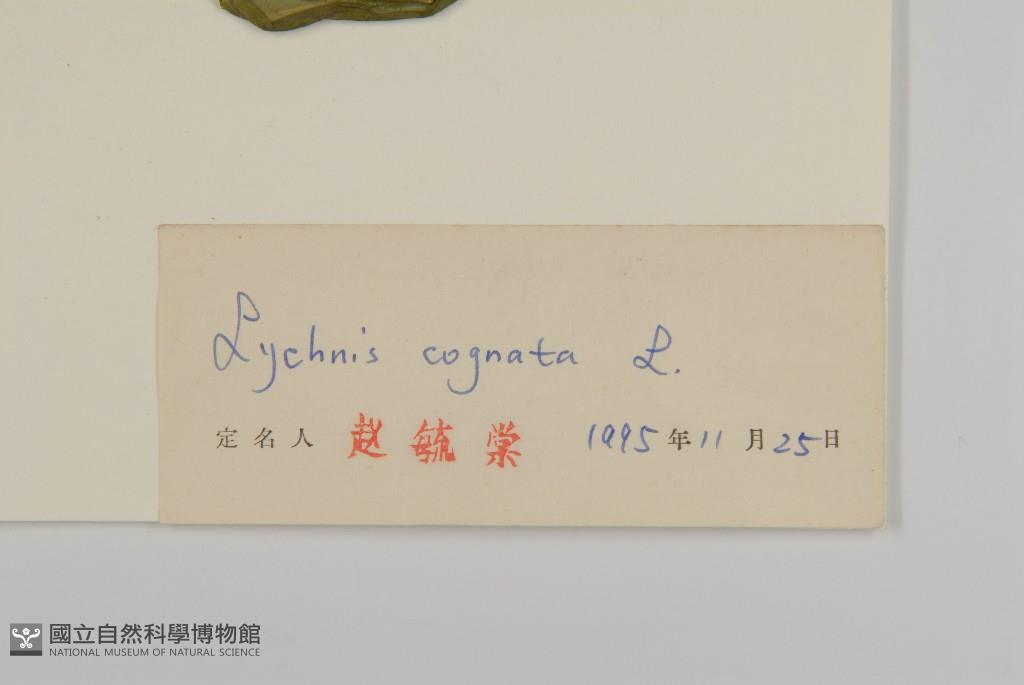 Lychnis cognata L.
定名人 赵毓棠 1995年11月25日
國立自然科學博物館
NATIONAL MUSEUM OF NATURAL SCIENCE